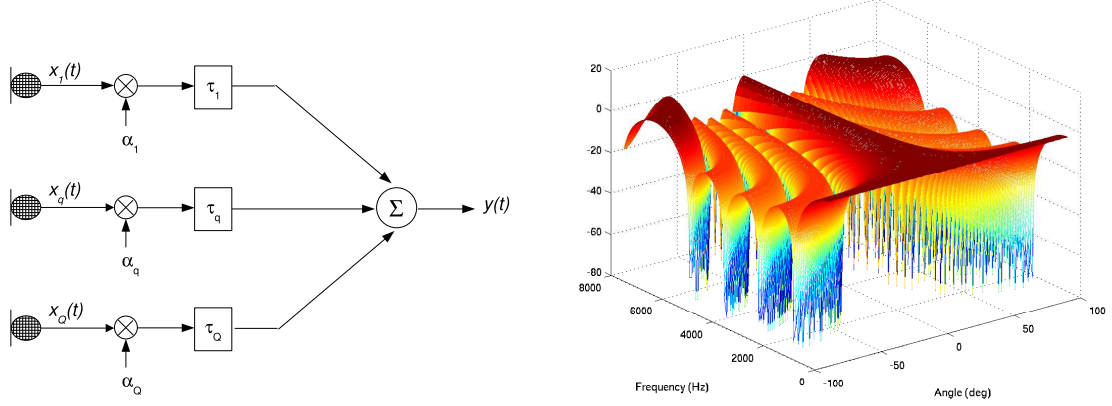 x1(t)
τ1
α1
xq(t)
τq
αq
Σ
y(t)
xQ(t)
τQ
αQ
20
0
-20
-40
-60
-80
8000
6000
4000
2000
0
Frequency (Hz)
-100
-50
0
50
100
Angle (deg)